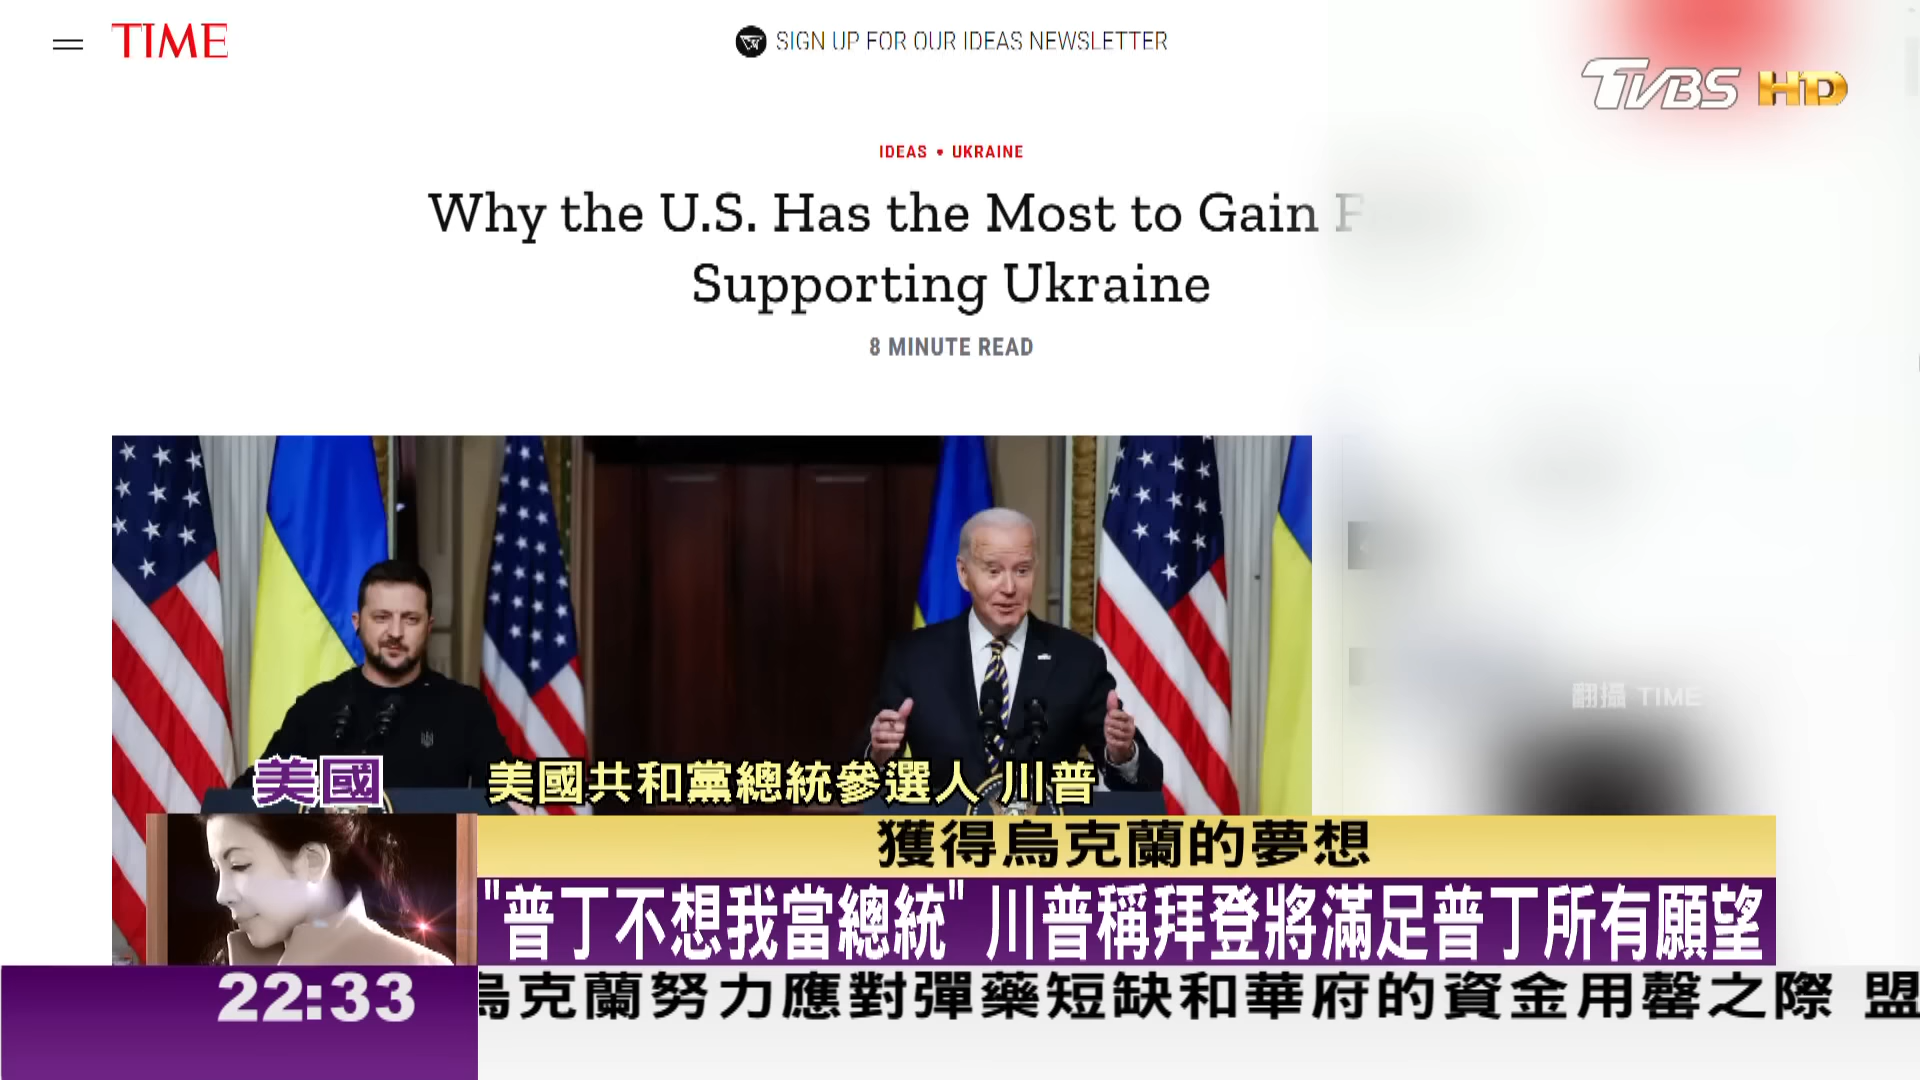 TIME
SIGN UP FOR OUR IDEAS NEWSLETTER
TVBS HD
IDEAS • UKRAINE
Why the U.S. Has the Most to Gain
Supporting Ukraine
8 MINUTE READ
翻攝 TIME
美國
美國共和黨總統參選人 川普
獲得烏克蘭的夢想
"普丁不想我當總統" 川普稱拜登將滿足普丁所有願望
22:33
烏克蘭努力應對彈藥短缺和華府的資金用罄之際 盟